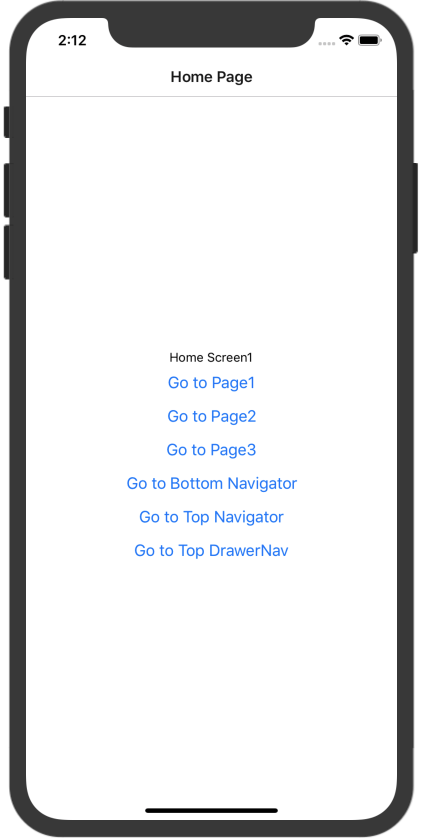 2:12
Home Page
Home Screen1
Go to Page1
Go to Page2
Go to Page3
Go to Bottom Navigator
Go to Top Navigator
Go to Top DrawerNav